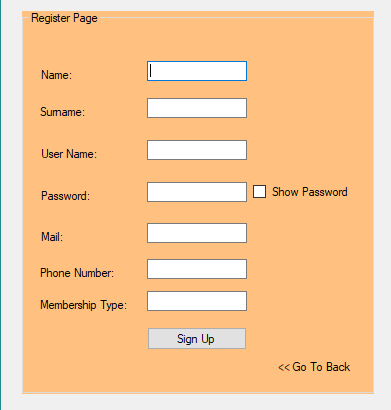 Register Page
Name:
Surname:
User Name:
Password:
Show Password
Mail:
Phone Number:
Membership Type:
Sign Up
<< Go To Back